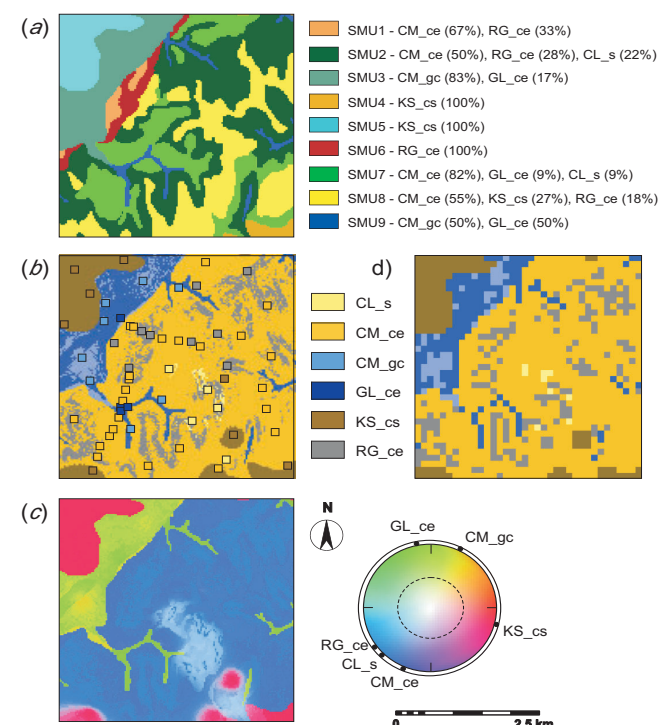 (a)
SMU1 - CM_ce (67%), RG_ce (33%)
SMU2 - CM_ce (50%), RG_ce (28%), CL_s (22%)
SMU3 - CM_gc (83%), GL_ce (17%)
SMU4 - KS_cs (100%)
SMU5 - KS_cs (100%)
SMU6 - RG_ce (100%)
SMU7 - CM_ce (82%), GL_ce (9%), CL_s (9%)
SMU8 - CM_ce (55%), KS_cs (27%), RG_ce (18%)
SMU9 - CM_gc (50%), GL_ce (50%)
(b)
CL_s
CM_ce
CM_gc
GL_ce
KS_cs
RG_ce
d)
(c)
N
GL_ce
CM_gc
KS_cs
RG_ce
CL_s
CM_ce
0 2.5 km